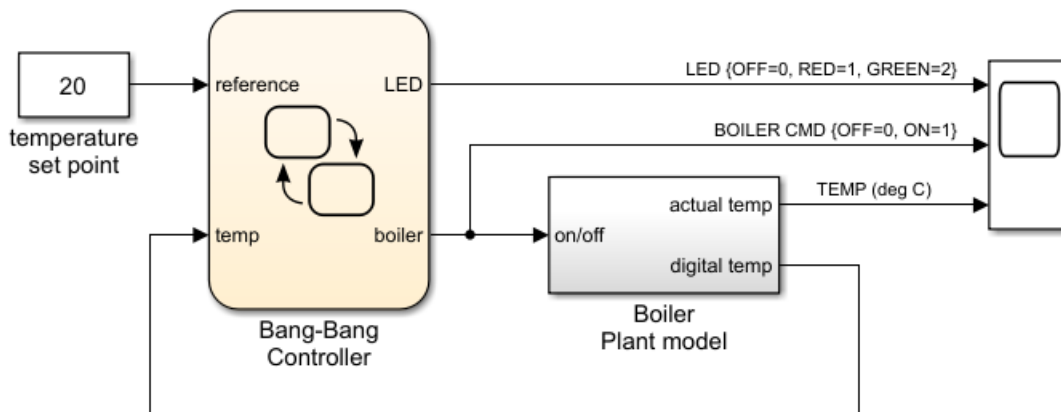 20
temperature
set point
reference
LED
temp
boiler
Bang-Bang
Controller
LED {OFF=0, RED=1, GREEN=2}
BOILER CMD {OFF=0, ON=1}
TEMP (deg C)
on/off
actual temp
digital temp
Boiler
Plant model